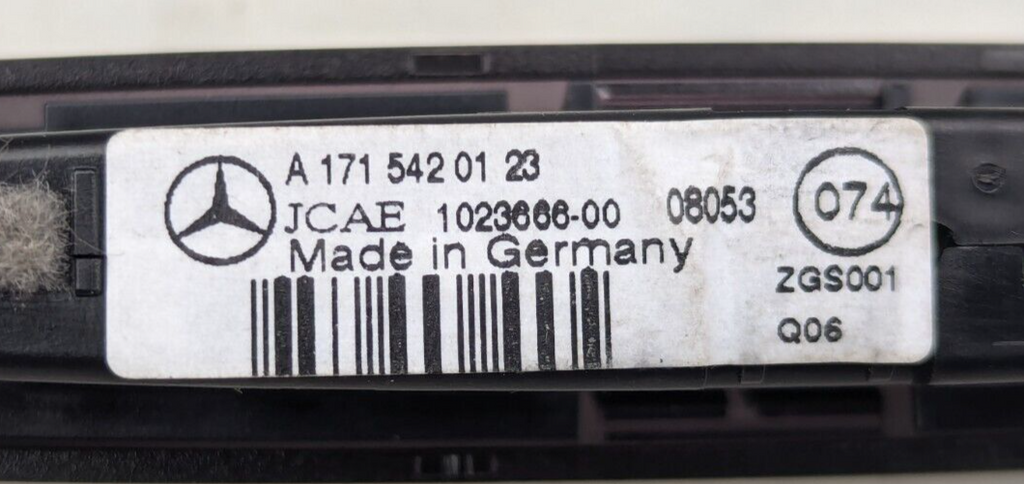 A 171 542 01 23
JCAE 1023666-00 08053 074
Made in Germany
ZGS001
Q06